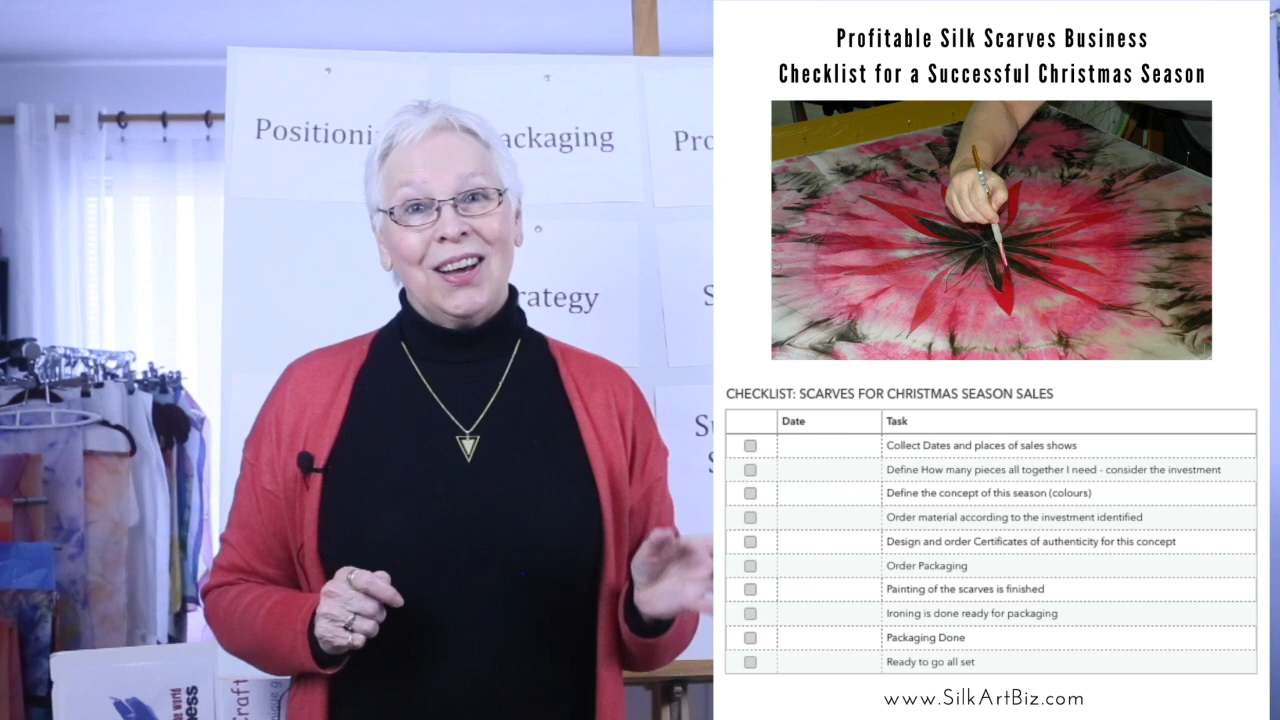 Profitable Silk Scarves Business
Checklist for a Successful Christmas Season
CHECKLIST: SCARVES FOR CHRISTMAS SEASON SALES
Date Task
Collect Dates and places of sales shows
Define How many pieces all together I need - consider the investment
Define the concept of this season (colours)
Order material according to the investment identified
Design and order Certificates of authenticity for this concept
Order Packaging
Painting of the scarves is finished
Ironing is done ready for packaging
Packaging Done
Ready to go all set
www.SilkArtBiz.com
Positioni
ackaging
Pro
rategy
S
Su
S
world
ness
Craft